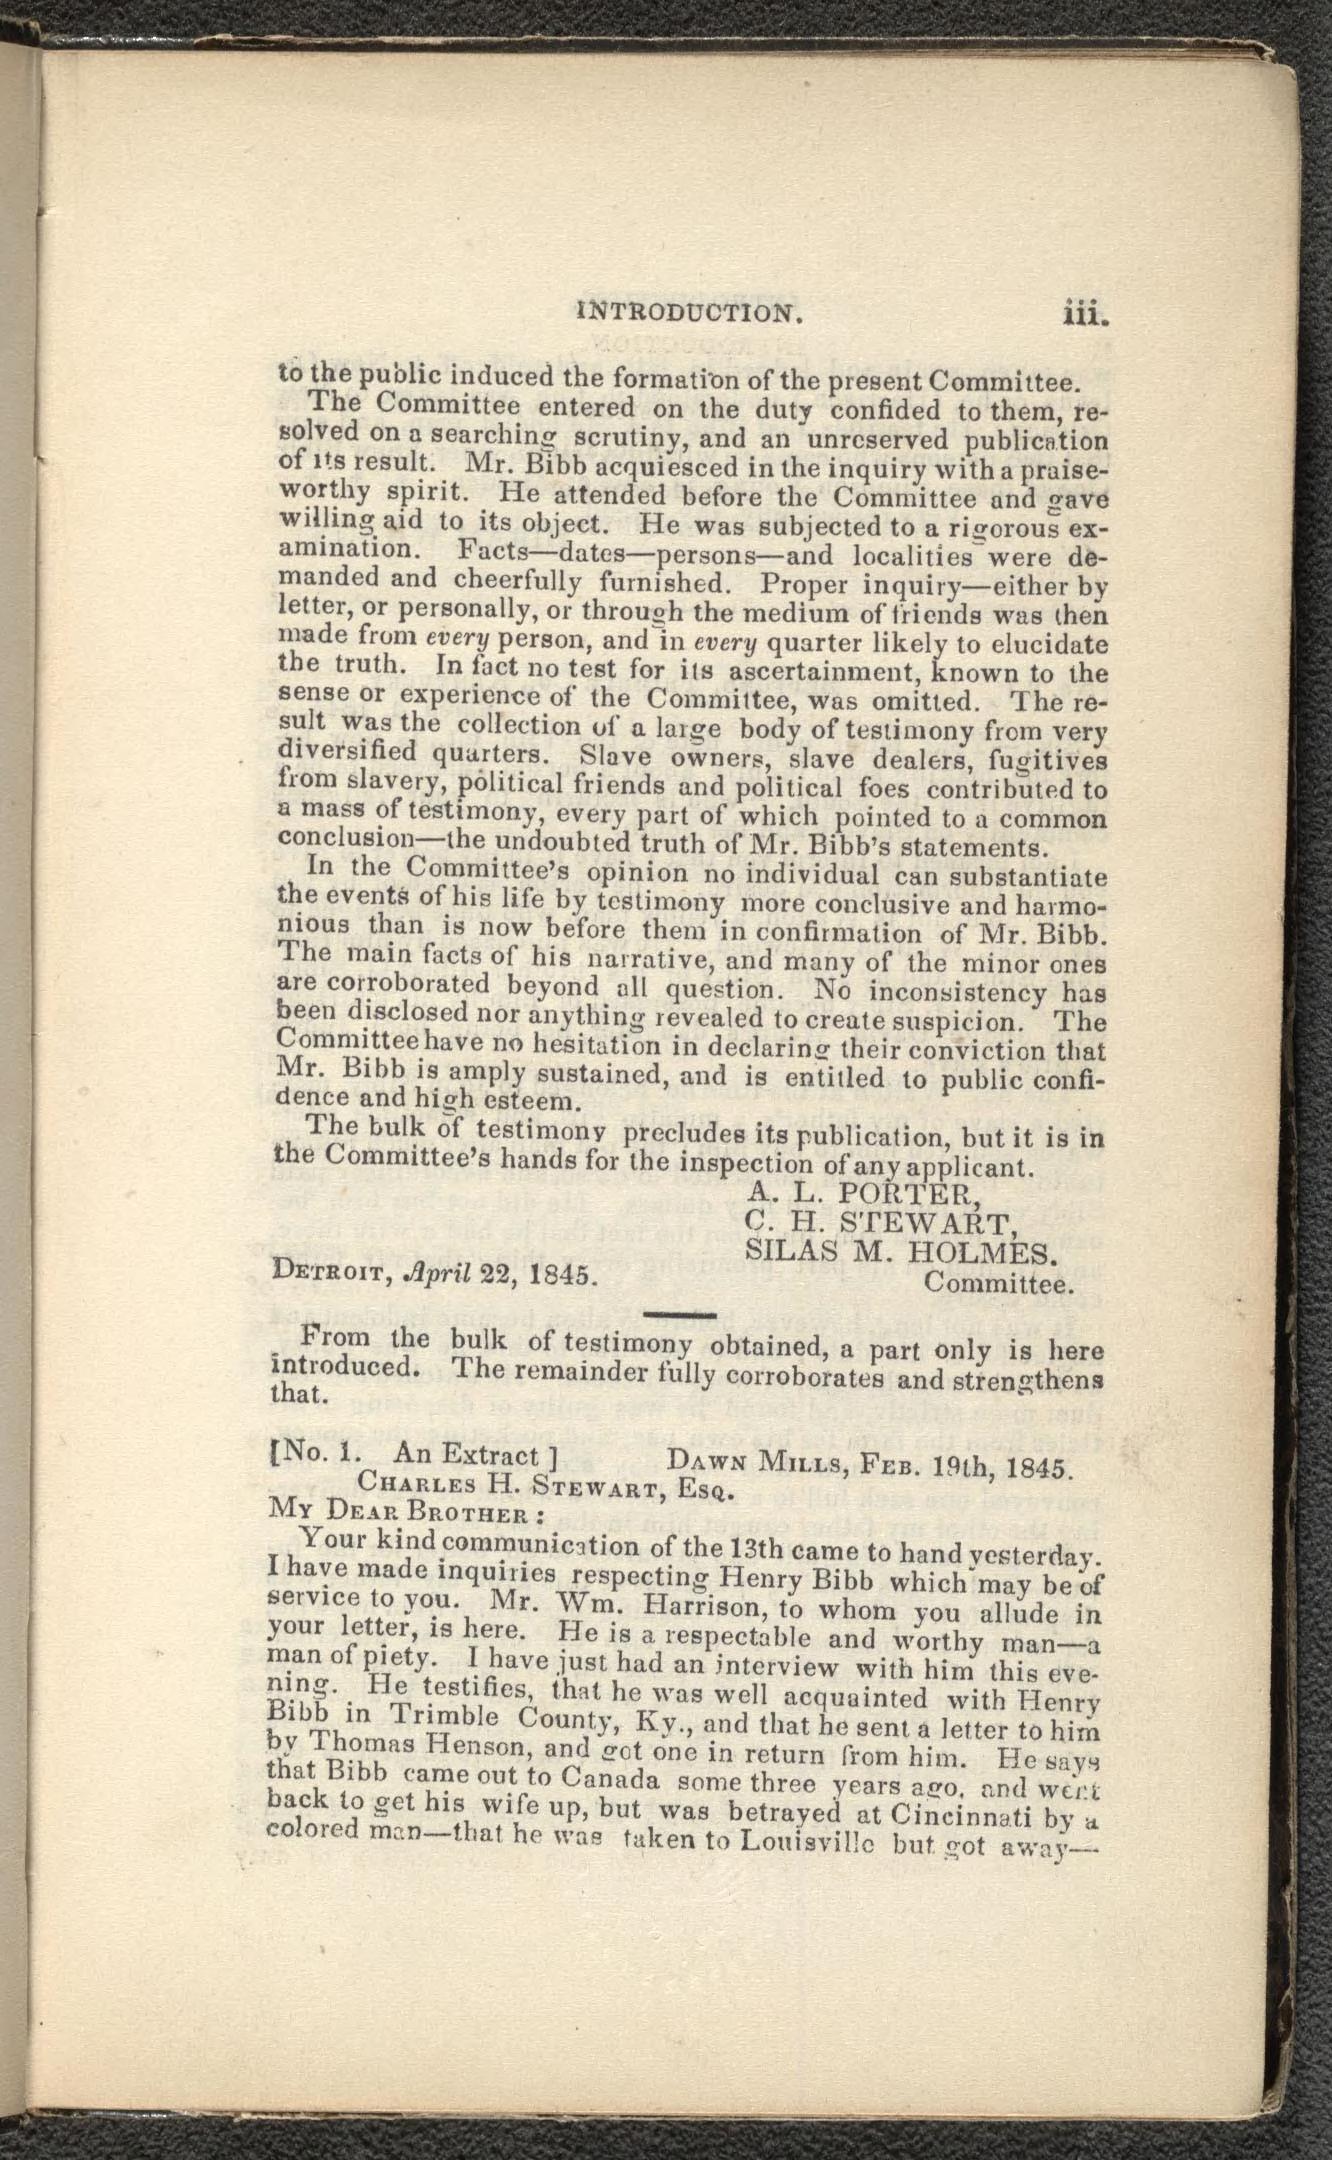 INTRODUCTION. iii.
to the public induced the formation of the present Committee.
The Committee entered on the duty confided to them, re-
solved on a searching scrutiny, and an unreserved publication
of its result. Mr. Bibb acquiesced in the inquiry with a praise-
worthy spirit. He attended before the Committee and gave
willing aid to its object. He was subjected to a rigorous ex-
amination. Facts—dates—persons—and localities were de-
manded and cheerfully furnished. Proper inquiry—either by
letter, or personally, or through the medium of friends was then
made from every person, and in every quarter likely to elucidate
the truth. In fact no test for its ascertainment, known to the
sense or experience of the Committee, was omitted. The re-
sult was the collection of a large body of testimony from very
diversified quarters. Slave owners, slave dealers, fugitives
from slavery, political friends and political foes contributed to
a mass of testimony, every part of which pointed to a common
conclusion—the undoubted truth of Mr. Bibb's statements.
In the Committee's opinion no individual can substantiate
the events of his life by testimony more conclusive and harmo-
nious than is now before them in confirmation of Mr. Bibb.
The main facts of his narrative, and many of the minor ones
are corroborated beyond all question. No inconsistency has
been disclosed nor anything revealed to create suspicion. The
Committee have no hesitation in declaring their conviction that
Mr. Bibb is amply sustained, and is entitled to public confi-
dence and high esteem.
The bulk of testimony precludes its publication, but it is in
the Committee's hands for the inspection of any applicant.
A. L. PORTER,
C. H. STEWART,
SILAS M. HOLMES.
DETROIT, April 22, 1845. Committee.
From the bulk of testimony obtained, a part only is here
introduced. The remainder fully corroborates and strengthens
that.
[No. 1. An Extract ] DAWN MILLS, FEB. 19th, 1845.
CHARLES H. STEWART, ESQ.
MY DEAR BROTHER :
Your kind communication of the 13th came to hand yesterday.
I have made inquiries respecting Henry Bibb which may be of
service to you. Mr. Wm. Harrison, to whom you allude in
your letter, is here. He is a respectable and worthy man—a
man of piety. I have just had an interview with him this eve-
ning. He testifies, that he was well acquainted with Henry
Bibb in Trimble County, Ky., and that he sent a letter to him
by Thomas Henson, and got one in return from him. He says
that Bibb came out to Canada some three years ago, and went
back to get his wife up, but was betrayed at Cincinnati by a
colored man—that he was taken to Louisville but got away—